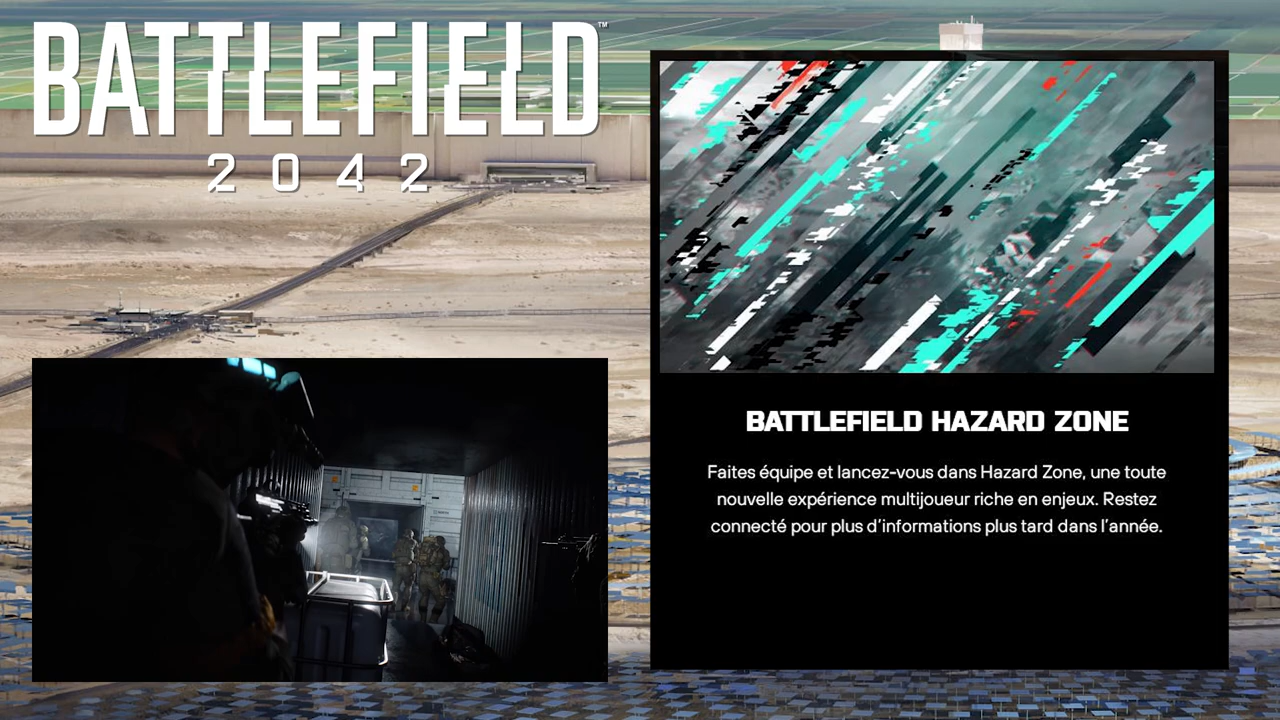 BATTLEFIELD™
2042
BATTLEFIELD HAZARD ZONE
Faites équipe et lancez-vous dans Hazard Zone, une toute
nouvelle expérience multijoueur riche en enjeux. Restez
connecté pour plus d'informations plus tard dans l'année.